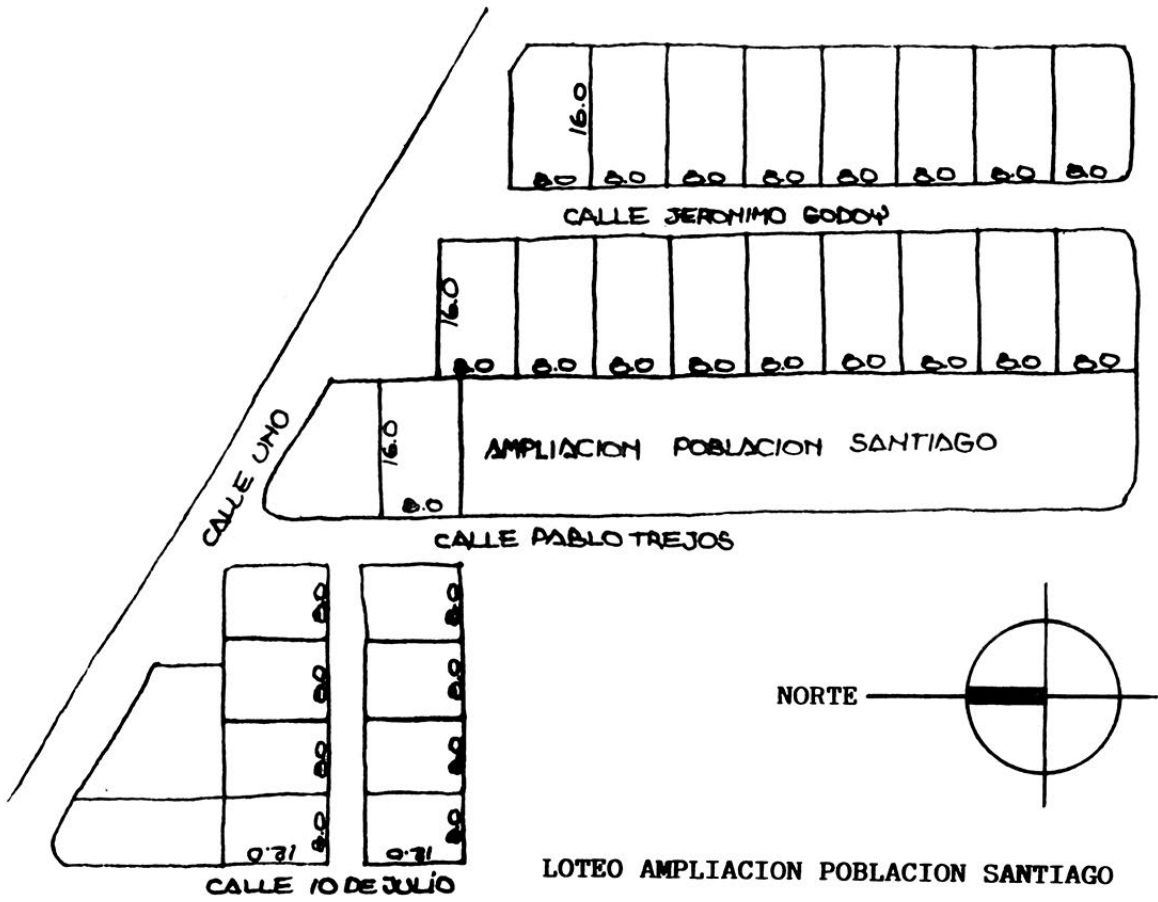 16.0
8.0 8.0 8.0 8.0 8.0 8.0 8.0 8.0
CALLE JERONIMO GODOY
16.0
8.0 8.0 8.0 8.0 8.0 8.0 8.0 8.0 8.0
CALLE UNO
16.0
8.0
AMPLIACION POBLACION SANTIAGO
CALLE PABLO TREJOS
8.0 8.0
8.0 8.0
8.0 8.0
8.0 8.0
12.0 12.0
CALLE 10 DE JULIO
NORTE
LOTEO AMPLIACION POBLACION SANTIAGO